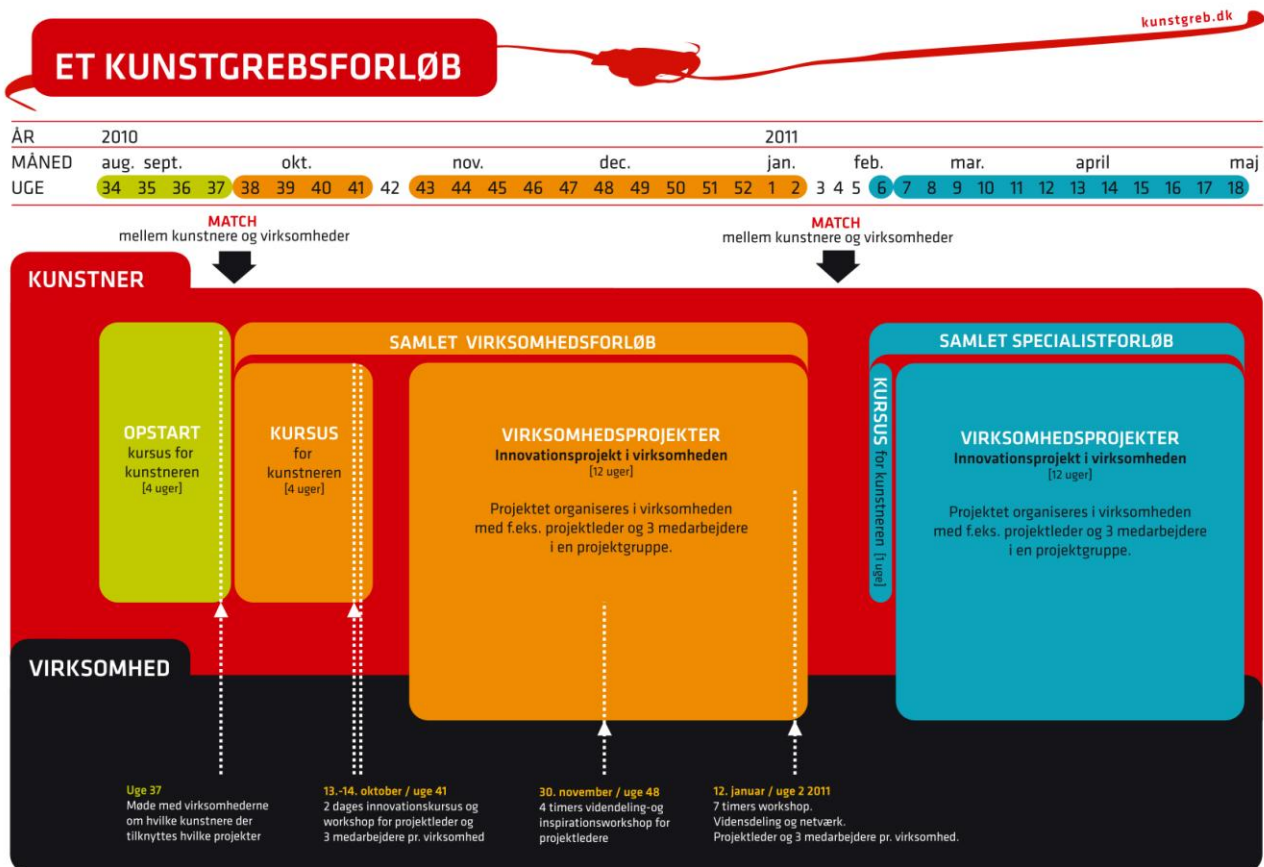 kunstgreb.dk
ET KUNSTGREBSFORLØB
ÅR 2010 2011
MÅNED aug. sept. okt. nov. dec. jan. feb. mar. april maj
UGE 34 35 36 37 38 39 40 41 42 43 44 45 46 47 48 49 50 51 52 1 2 3 4 5 6 7 8 9 10 11 12 13 14 15 16 17 18
MATCH
mellem kunstnere og virksomheder
MATCH
mellem kunstnere og virksomheder
KUNSTNER
OPSTART
kursus for
kunstneren
[4 uger]
SAMLET VIRKSOMHEDSFORLØB
KURSUS
for
kunstneren
[4 uger]
VIRKSOMHEDSPROJEKTER
Innovationsprojekt i virksomheden
[12 uger]
Projektet organiseres i virksomheden
med f.eks. projektleder og 3 medarbejdere
i en projektgruppe.
SAMLET SPECIALISTFORLØB
KURSUS for kunstneren [1 uge]
VIRKSOMHEDSPROJEKTER
Innovationsprojekt i virksomheden
[12 uger]
Projektet organiseres i virksomheden
med f.eks. projektleder og 3 medarbejdere
i en projektgruppe.
VIRKSOMHED
Uge 37
Møde med virksomhederne
om hvilke kunstnere der
tilknyttes hvilke projekter
13.-14. oktober / uge 41
2 dages innovationskursus og
workshop for projektleder og
3 medarbejdere pr. virksomhed
30. november / uge 48
4 timers videndeling-og
inspirationsworkshop for
projektledere
12. januar / uge 2 2011
7 timers workshop.
Vidensdeling og netværk.
Projektleder og 3 medarbejdere pr. virksomhed.